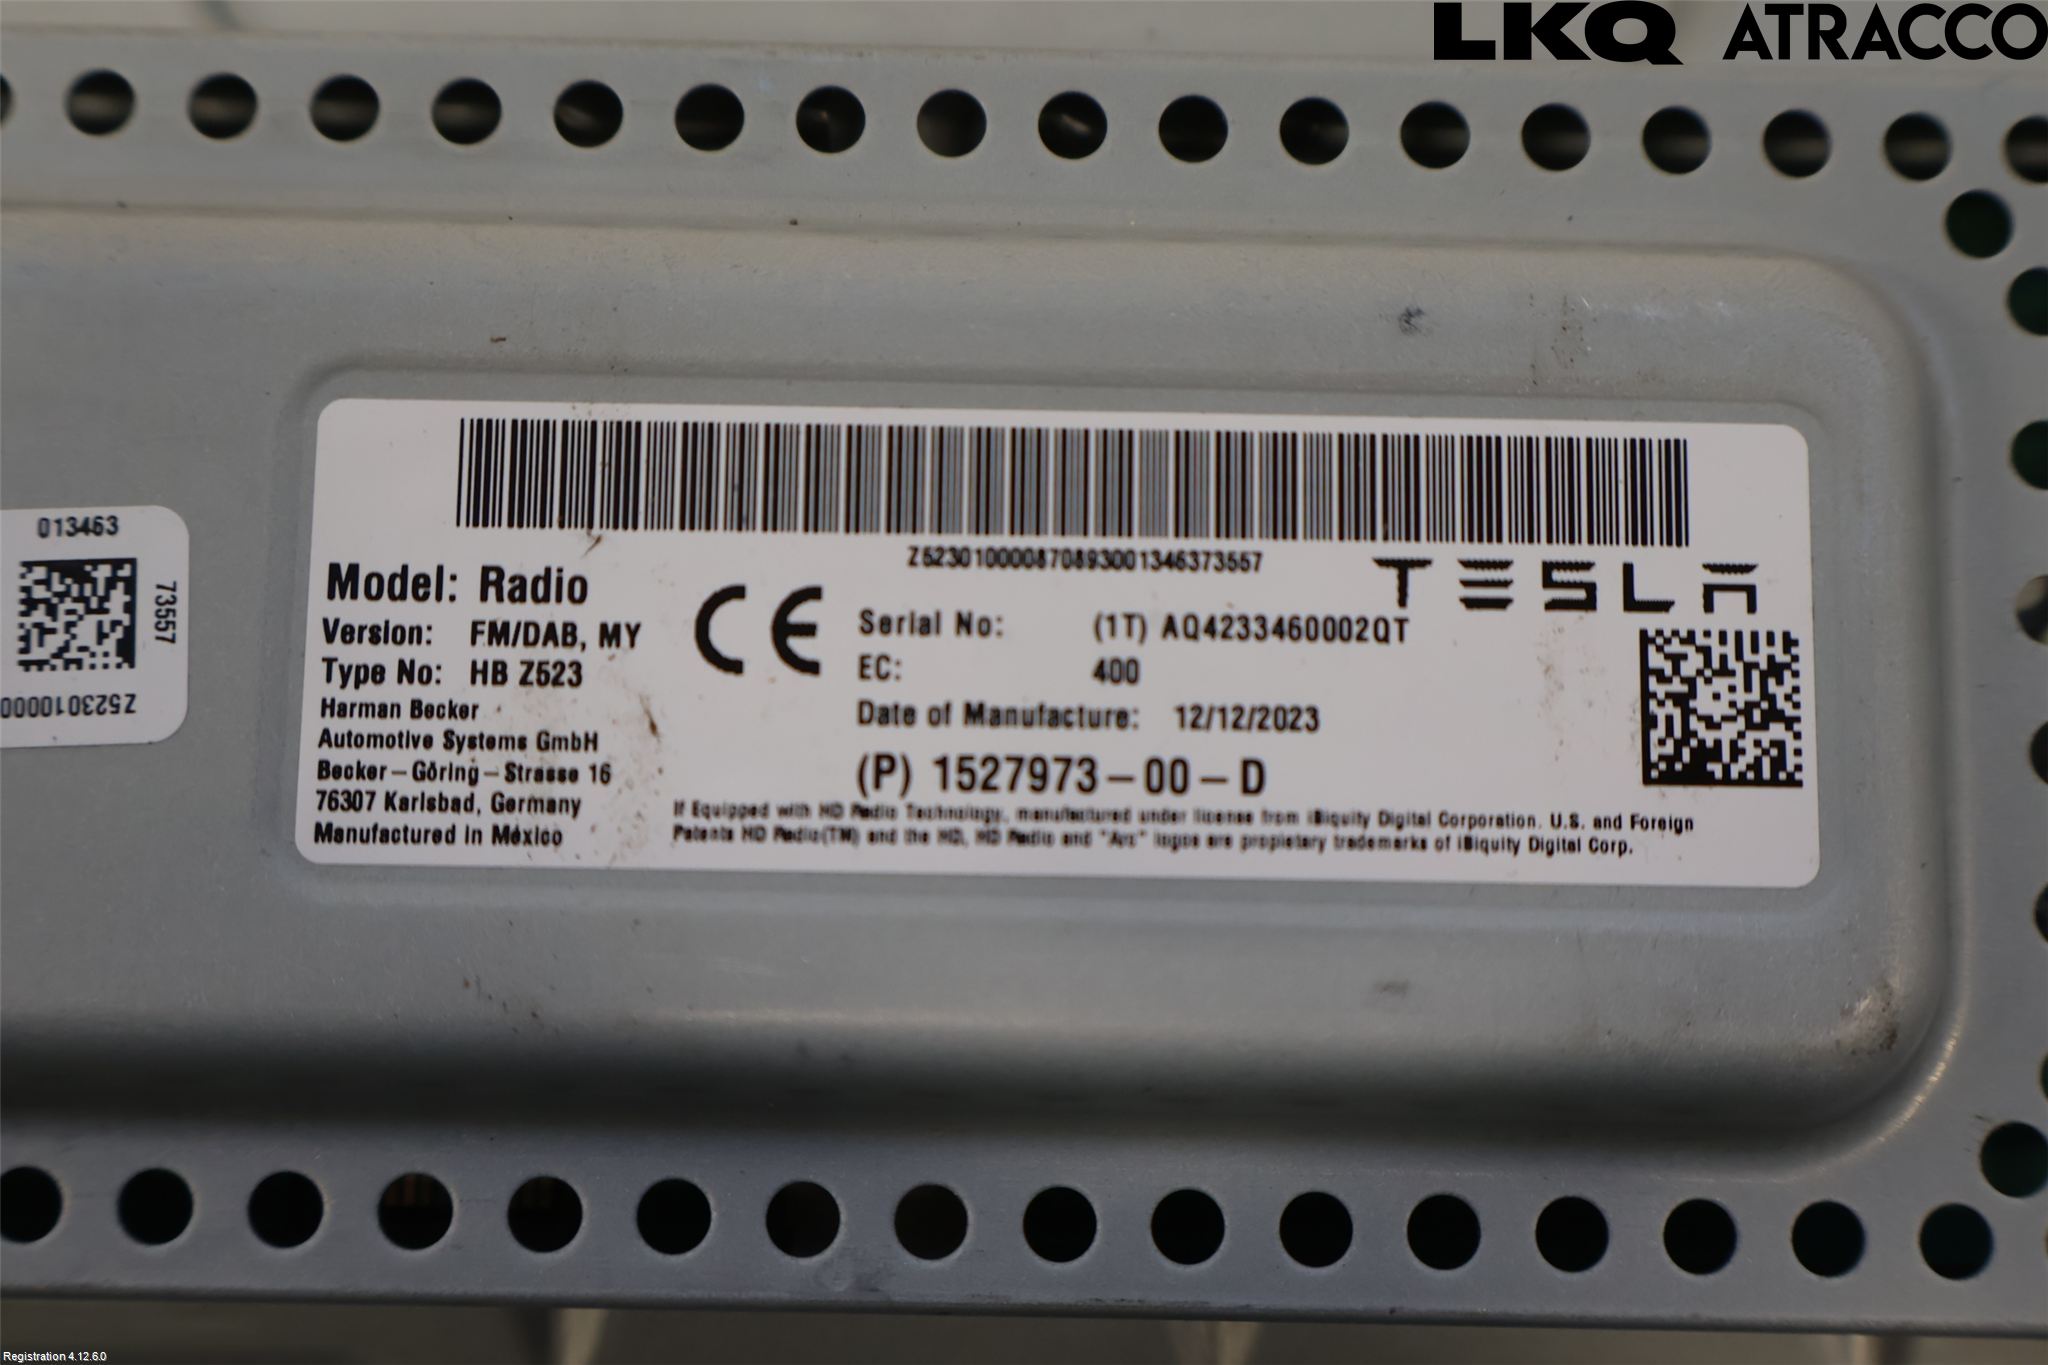 LKQ ATRACCO
013463
73557
Z5230100000
Z52301000087089300134​6373557
TESLA
Model: Radio
Version: FM/DAB, MY
Type No: HB Z523
Harman Becker
Automotive Systems GmbH
Becker-Göring-Strasse 16
76307 Karlsbad, Germany
Manufactured in México
CE
Serial No: (1T) AQ4233460002QT
EC: 400
Date of Manufacture: 12/12/2023
(P) 1527973-00-D
If Equipped with HD Radio Technology, manufactured under license from iBiquity Digital Corporation. U.S. and Foreign
Patents HD Radio(TM) and the HD, HD Radio and "Arc" logos are propietary trademarks of iBiquity Digital Corp.
Registration 4.12.6.0